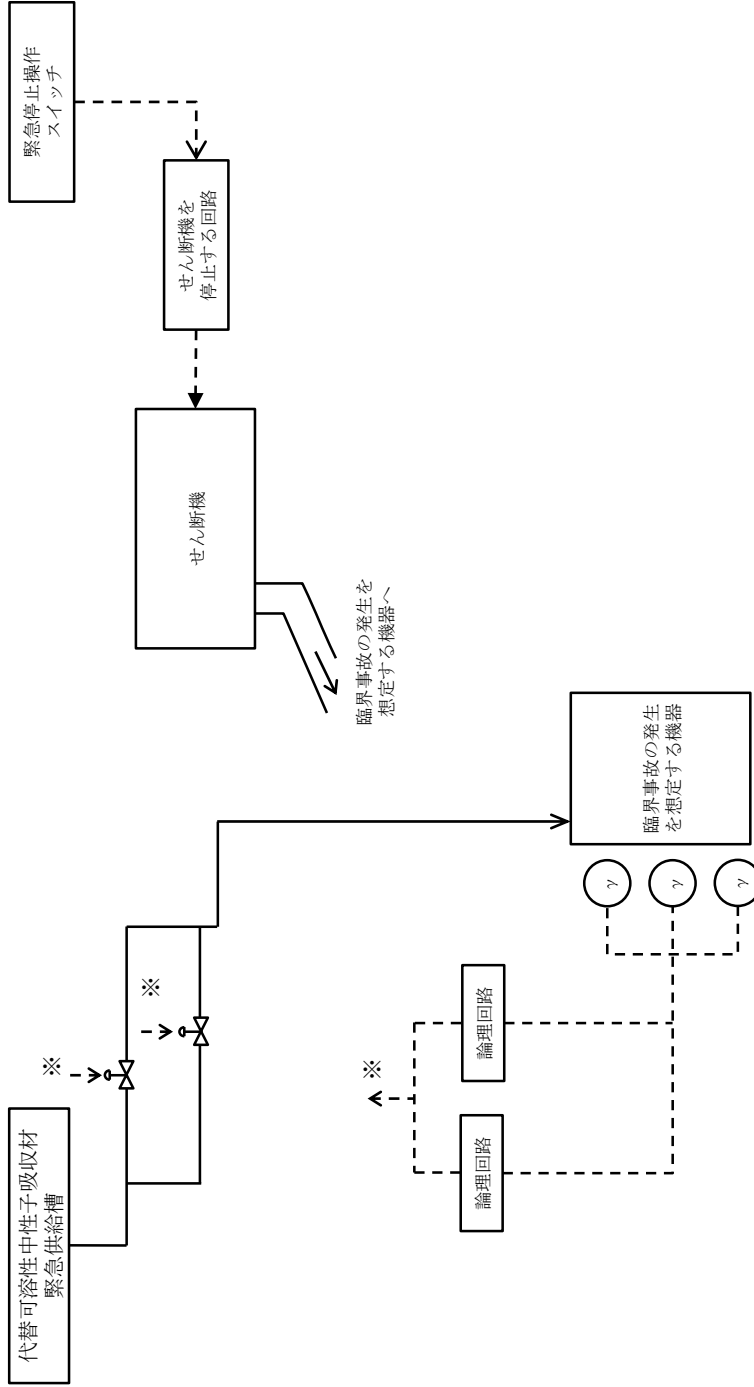 緊急停止操作
スイッチ
せん断機を
停止する回路
せん断機
臨界事故の発生を
想定する機器へ
代替可溶性中性子吸収材
緊急供給槽
※
※
臨界事故の発生
を想定する機器
γ
γ
γ
※
論理回路
論理回路